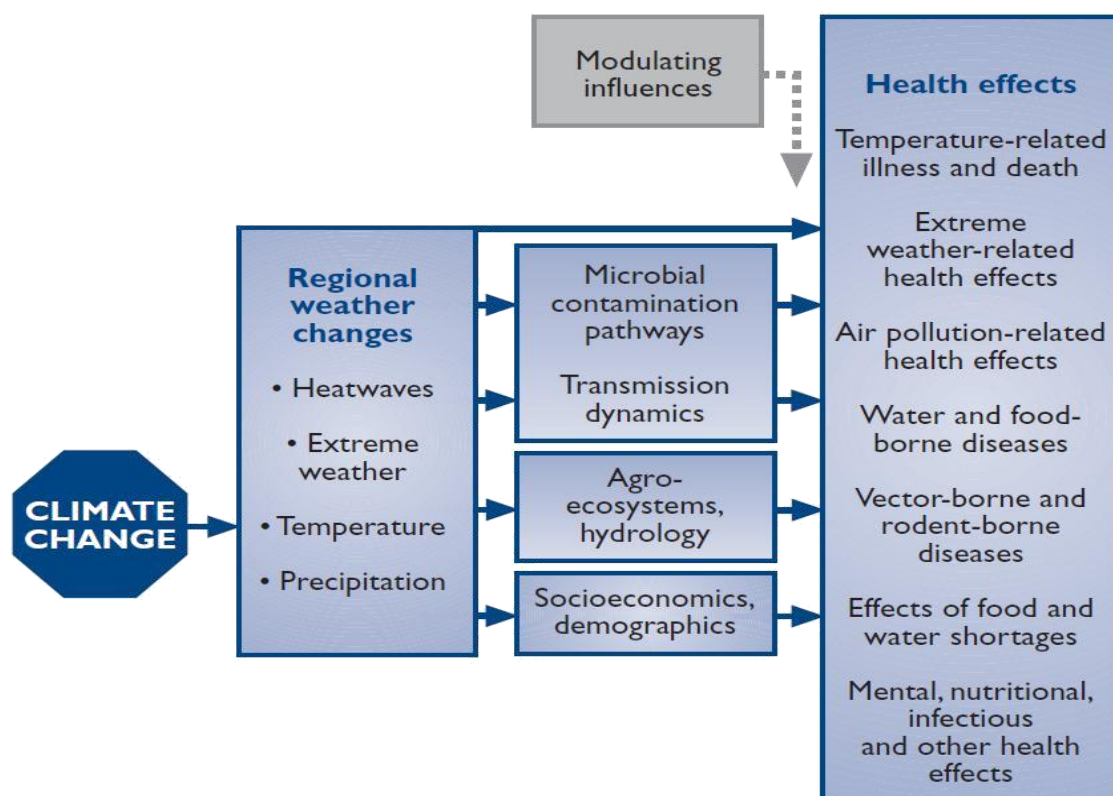 CLIMATE
CHANGE
Regional
weather
changes
• Heatwaves
• Extreme
weather
• Temperature
• Precipitation
Modulating
influences
Microbial
contamination
pathways
Transmission
dynamics
Agro-
ecosystems,
hydrology
Socioeconomics,
demographics
Health effects
Temperature-related
illness and death
Extreme
weather-related
health effects
Air pollution-related
health effects
Water and food-
borne diseases
Vector-borne and
rodent-borne
diseases
Effects of food and
water shortages
Mental, nutritional,
infectious
and other health
effects